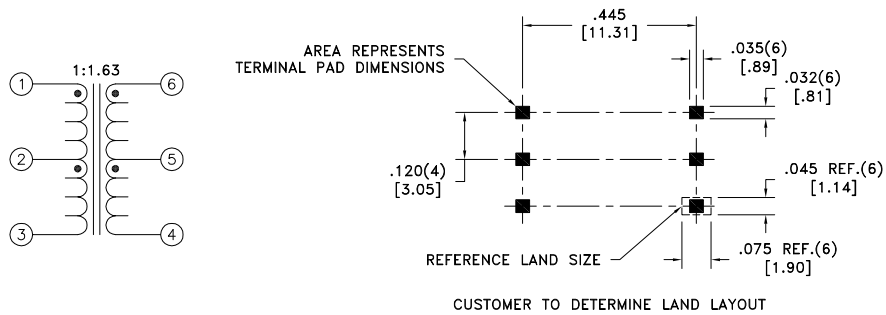 1:1.63
1
6
2
5
3
4
.445
[11.31]
AREA REPRESENTS
TERMINAL PAD DIMENSIONS
.035(6)
[.89]
.032(6)
[.81]
.120(4)
[3.05]
.045 REF.(6)
[1.14]
REFERENCE LAND SIZE
.075 REF.(6)
[1.90]
CUSTOMER TO DETERMINE LAND LAYOUT